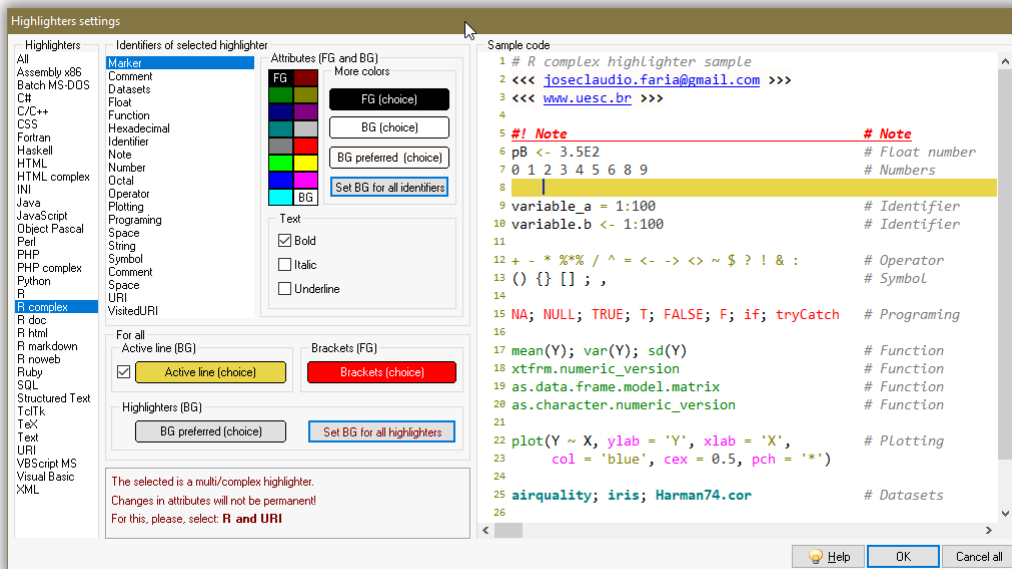 Highlighters settings
Highlighters
All
Assembly x86
Batch MS-DOS
C#
C/C++
CSS
Fortran
Haskell
HTML
HTML complex
INI
Java
JavaScript
Object Pascal
Perl
PHP
PHP complex
Python
R
R complex
R doc
R html
R markdown
R noweb
Ruby
SQL
Structured Text
TclTk
TeX
Text
URI
VBScript MS
Visual Basic
XML
Identifiers of selected highlighter
Marker
Comment
Datasets
Float
Function
Hexadecimal
Identifier
Note
Number
Octal
Operator
Plotting
Programing
Space
String
Symbol
Comment
Space
URI
VisitedURI
Attributes (FG and BG)
FG
BG
More colors
FG (choice)
BG (choice)
BG preferred (choice)
Set BG for all identifiers
Text
Bold
Italic
Underline
For all
Active line (BG)
Active line (choice)
Brackets (FG)
Brackets (choice)
Highlighters (BG)
BG preferred (choice)
Set BG for all highlighters
The selected is a multi/complex highlighter.
Changes in attributes will not be permanent!
For this, please, select: R and URI
Sample code
1 # R complex highlighter sample
2 <<< joseclaudio.faria@gmail.com >>>
3 <<< www.uesc.br >>>
4
5 #! Note # Note
6 pB <- 3.5E2 # Float number
7 0 1 2 3 4 5 6 8 9 # Numbers
8
9 variable_a = 1:100 # Identifier
10 variable.b <- 1:100 # Identifier
11
12 + - * %*% / ^ = <- -> <> ~ $ ? ! & : # Operator
13 () {} [] ; , # Symbol
14
15 NA; NULL; TRUE; T; FALSE; F; if; tryCatch # Programing
16
17 mean(Y); var(Y); sd(Y) # Function
18 xtfrm.numeric_version # Function
19 as.data.frame.model.matrix # Function
20 as.character.numeric_version # Function
21
22 plot(Y ~ X, ylab = 'Y', xlab = 'X', # Plotting
23 col = 'blue', cex = 0.5, pch = '*')
24
25 airquality; iris; Harman74.cor # Datasets
26
Help
OK
Cancel all